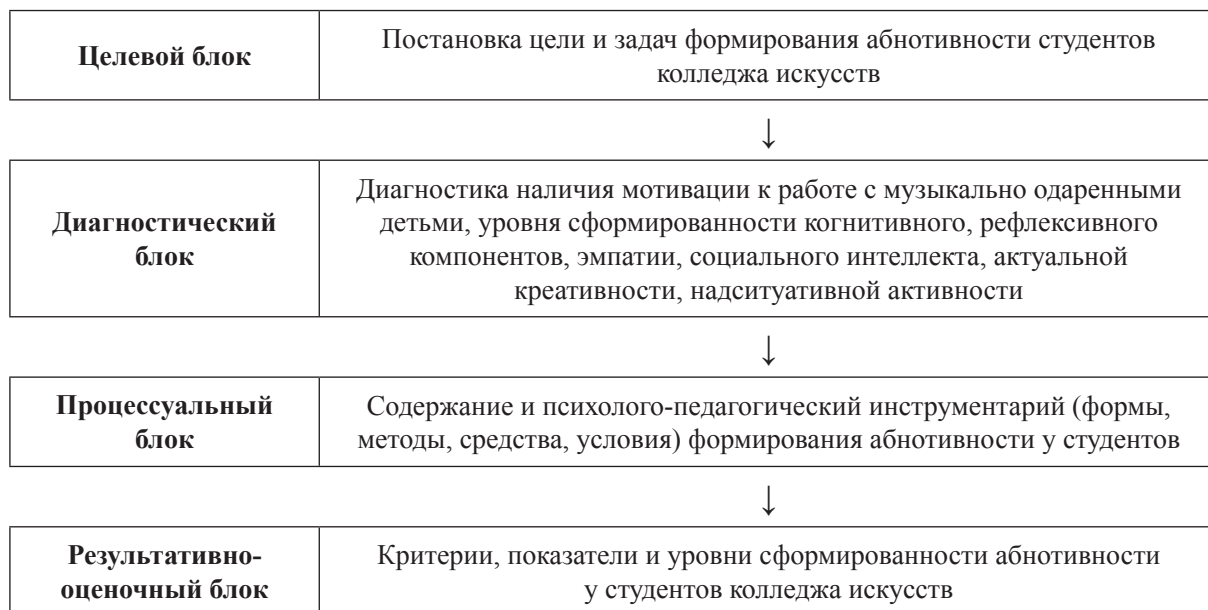 Целевой блок
Постановка цели и задач формирования абнотивности студентов
колледжа искусств
↓
Диагностический
блок
Диагностика наличия мотивации к работе с музыкально одаренными
детьми, уровня сформированности когнитивного, рефлексивного
компонентов, эмпатии, социального интеллекта, актуальной
креативности, надситуативной активности
↓
Процессуальный
блок
Содержание и психолого-педагогический инструментарий (формы,
методы, средства, условия) формирования абнотивности у студентов
↓
Результативно-
оценочный блок
Критерии, показатели и уровни сформированности абнотивности
у студентов колледжа искусств